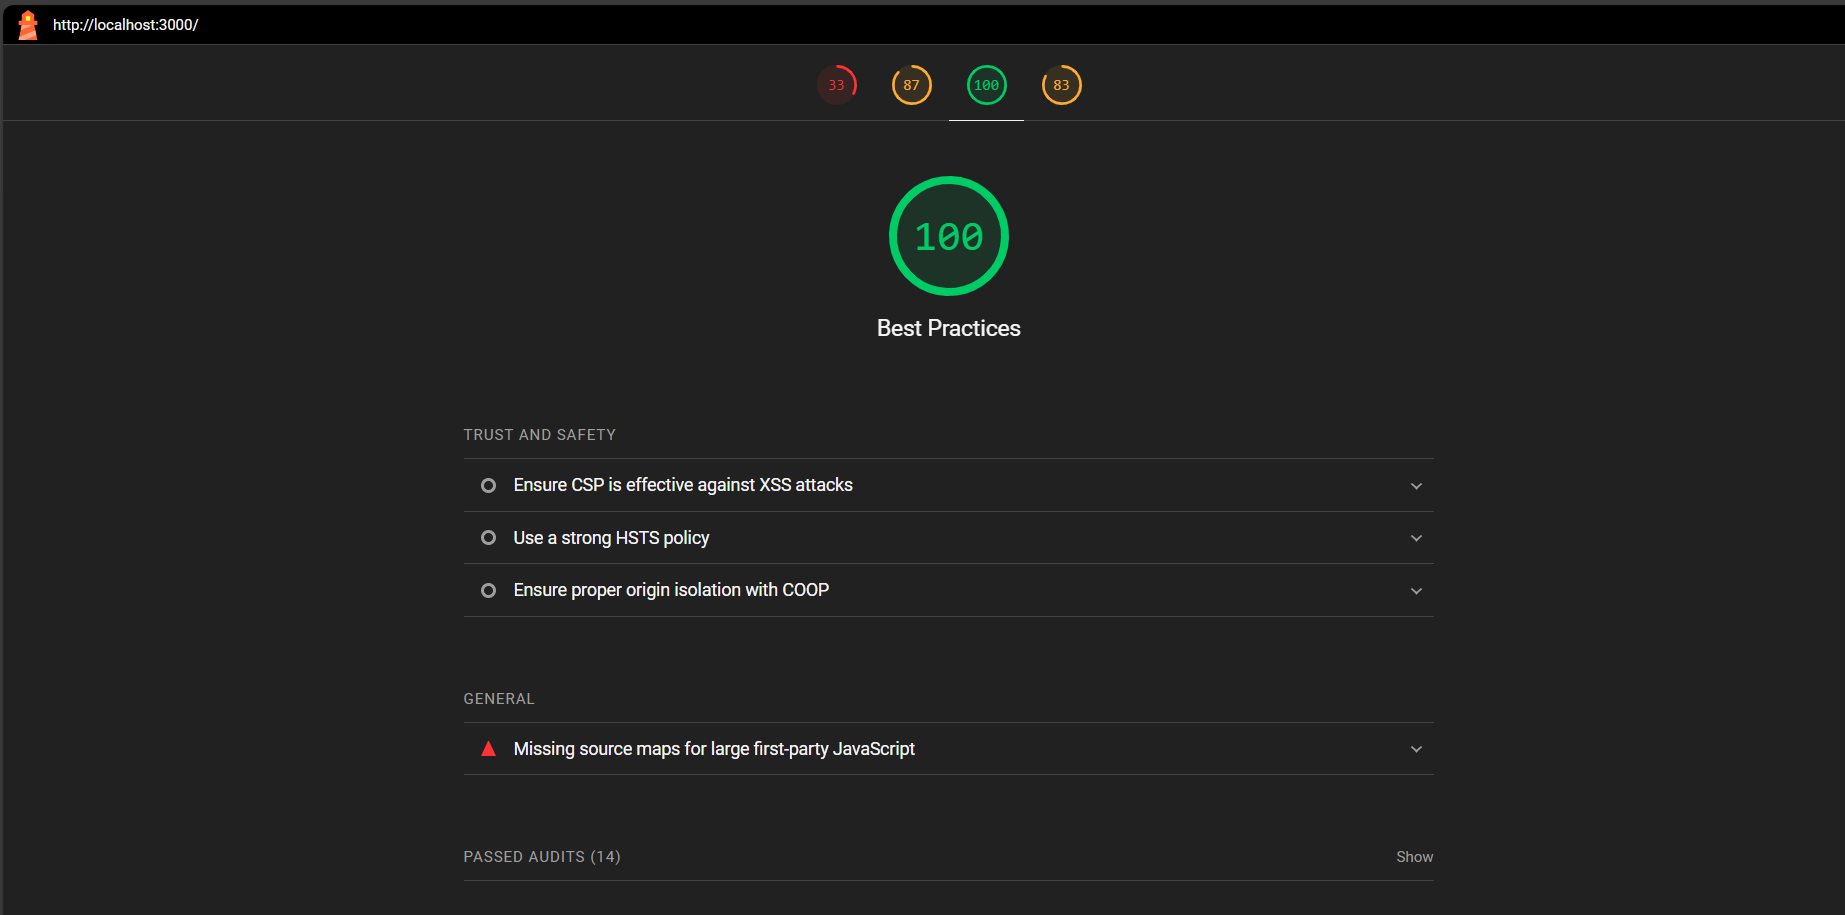 http://localhost:3000/
33 87 100 83
100
Best Practices
TRUST AND SAFETY
Ensure CSP is effective against XSS attacks
Use a strong HSTS policy
Ensure proper origin isolation with COOP
GENERAL
Missing source maps for large first-party JavaScript
PASSED AUDITS (14) Show